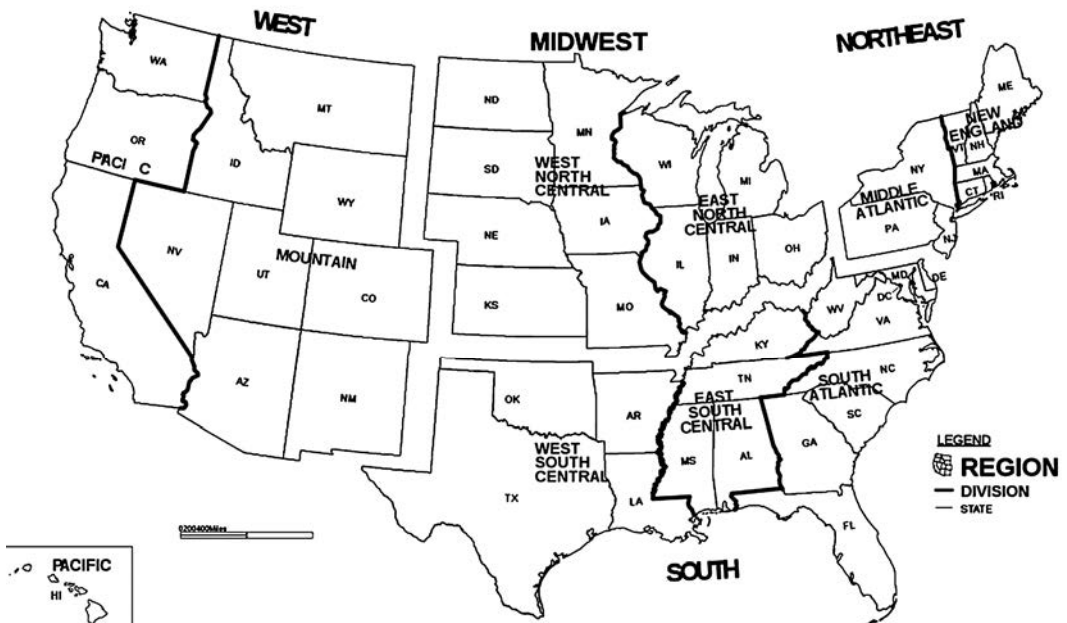 WEST
MIDWEST
NORTHEAST
WA
MT
ND
MN
ME
OR
ID
PACI C
SD
WI
MI
NY
NEW
ENGLAND
VT
NH
MA
CT
RI
WY
WEST
NORTH
CENTRAL
EAST
NORTH
CENTRAL
MIDDLE
ATLANTIC
PA
NJ
NE
IA
NV
MOUNTAIN
UT
CO
CA
IL
IN
OH
KS
MO
WV
MD
DE
DC
VA
KY
AZ
NM
OK
AR
TN
NC
SOUTH
ATLANTIC
SC
EAST
SOUTH
CENTRAL
MS
AL
GA
WEST
SOUTH
CENTRAL
TX
LA
FL
LEGEND
REGION
DIVISION
STATE
0200400Miles
PACIFIC
HI
SOUTH